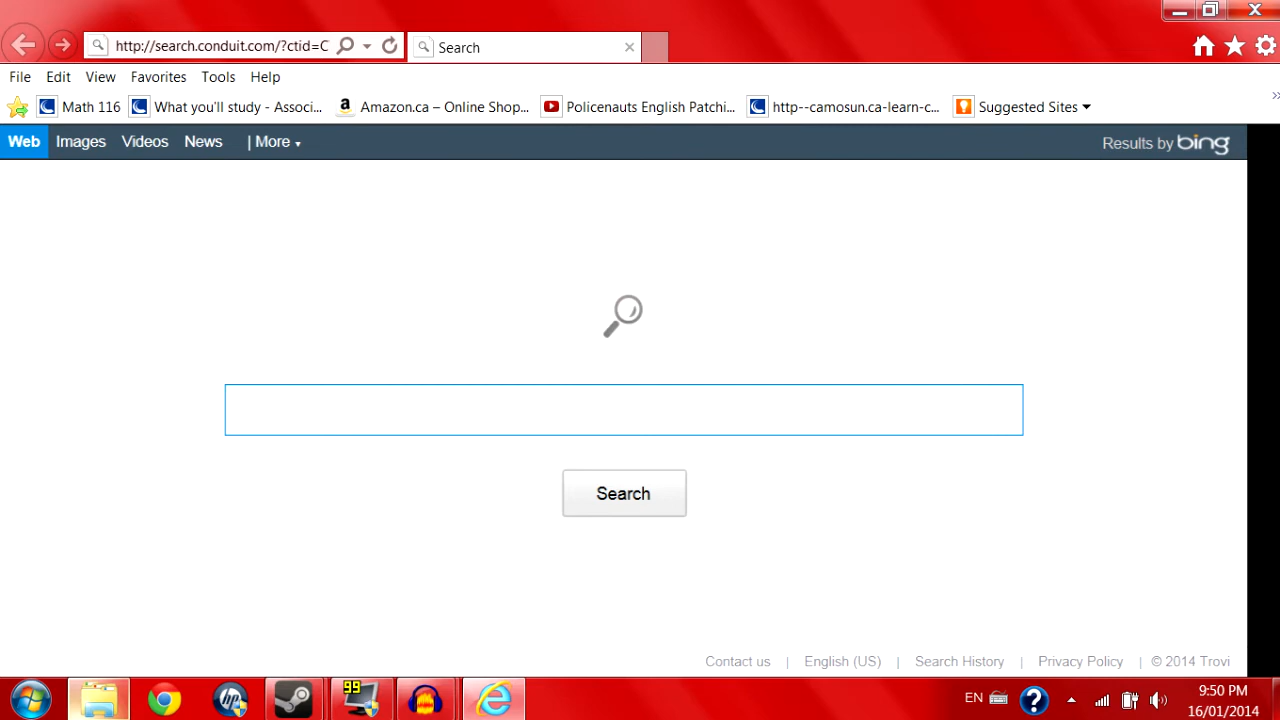 http://search.conduit.com/?ctid=C
Search
File Edit View Favorites Tools Help
Math 116 What you'll study - Associ... Amazon.ca – Online Shop... Policenauts English Patchi... http--camosun.ca-learn-c... Suggested Sites
Web Images Videos News | More Results by bing
Search
Contact us | English (US) | Search History | Privacy Policy | © 2014 Trovi
hp 99 EN ? 9:50 PM
16/01/2014